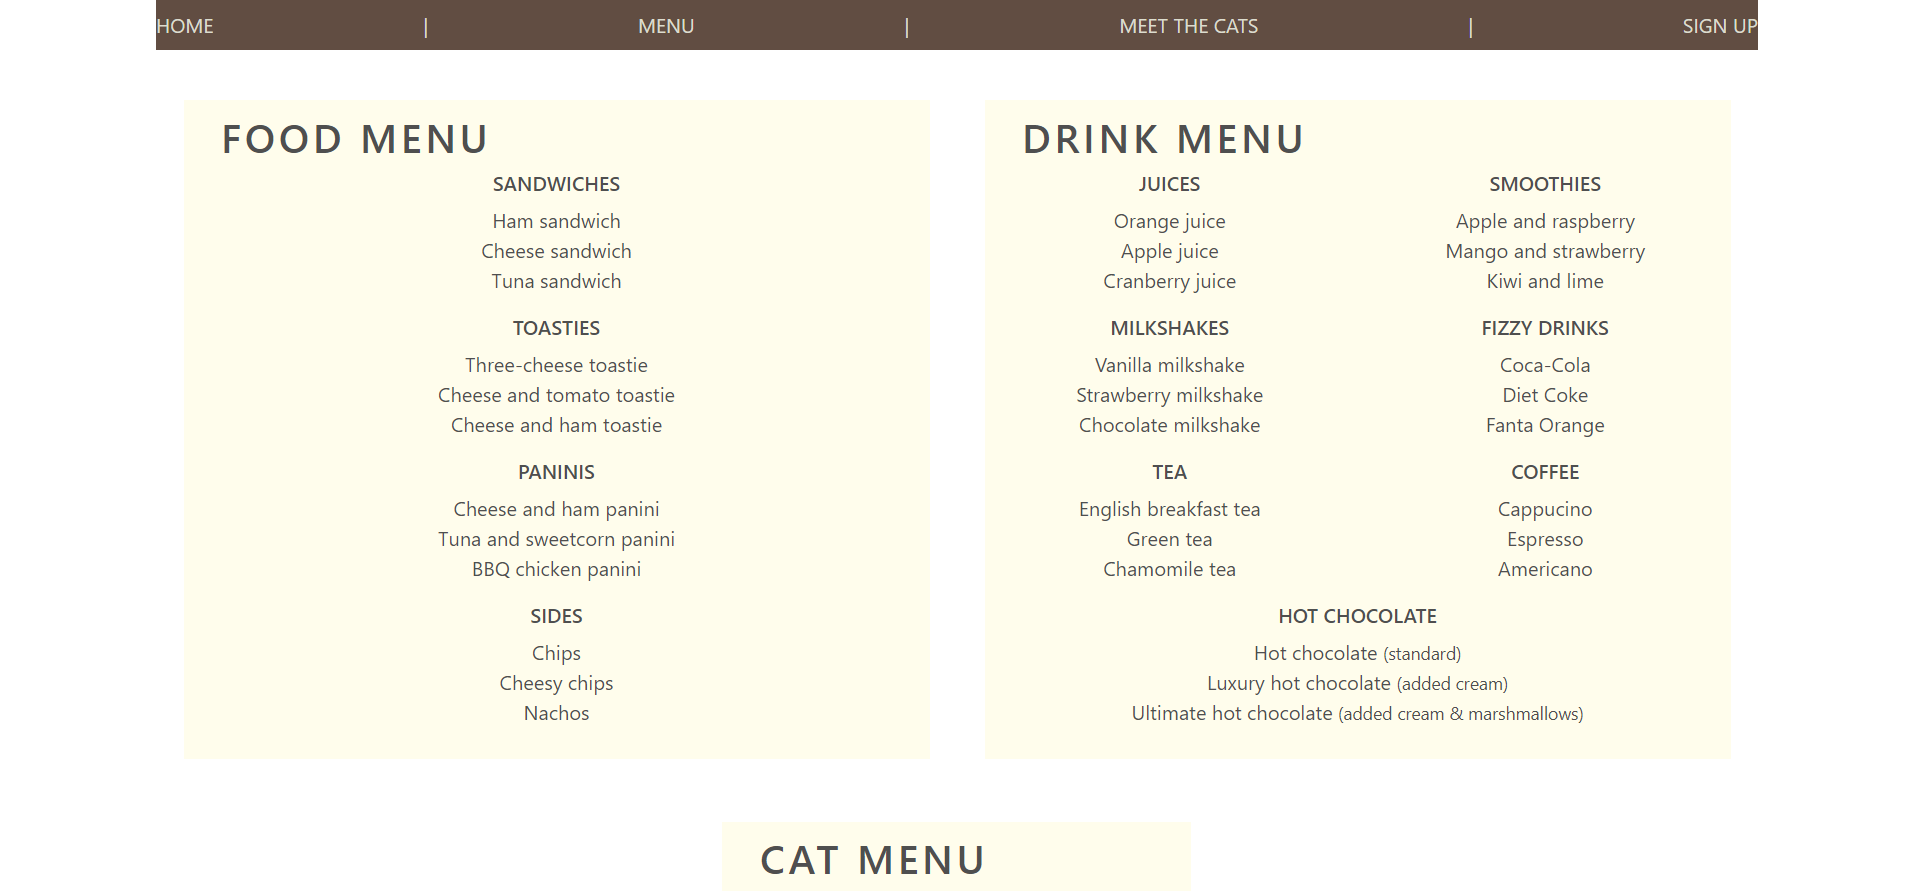 HOME | MENU | MEET THE CATS | SIGN UP
FOOD MENU
SANDWICHES
Ham sandwich
Cheese sandwich
Tuna sandwich
TOASTIES
Three-cheese toastie
Cheese and tomato toastie
Cheese and ham toastie
PANINIS
Cheese and ham panini
Tuna and sweetcorn panini
BBQ chicken panini
SIDES
Chips
Cheesy chips
Nachos
DRINK MENU
JUICES
Orange juice
Apple juice
Cranberry juice
SMOOTHIES
Apple and raspberry
Mango and strawberry
Kiwi and lime
MILKSHAKES
Vanilla milkshake
Strawberry milkshake
Chocolate milkshake
FIZZY DRINKS
Coca-Cola
Diet Coke
Fanta Orange
TEA
English breakfast tea
Green tea
Chamomile tea
COFFEE
Cappucino
Espresso
Americano
HOT CHOCOLATE
Hot chocolate (standard)
Luxury hot chocolate (added cream)
Ultimate hot chocolate (added cream & marshmallows)
CAT MENU